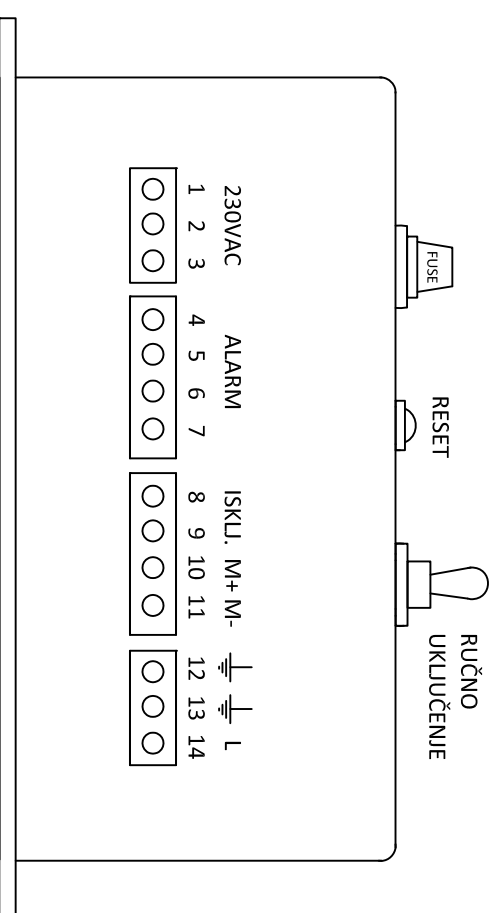 FUSE
RESET
RUČNO
UKLJUČENJE
230VAC
ALARM
ISKLJ. M+ M-
L
1 2 3
4 5 6 7
8 9 10 11
12 13 14